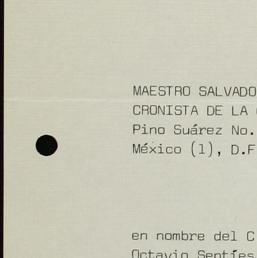 MAESTRO SALVADO
CRONISTA DE LA
Pino Suárez No.
México (1), D.F
en nombre del C
Octavio Sentíes